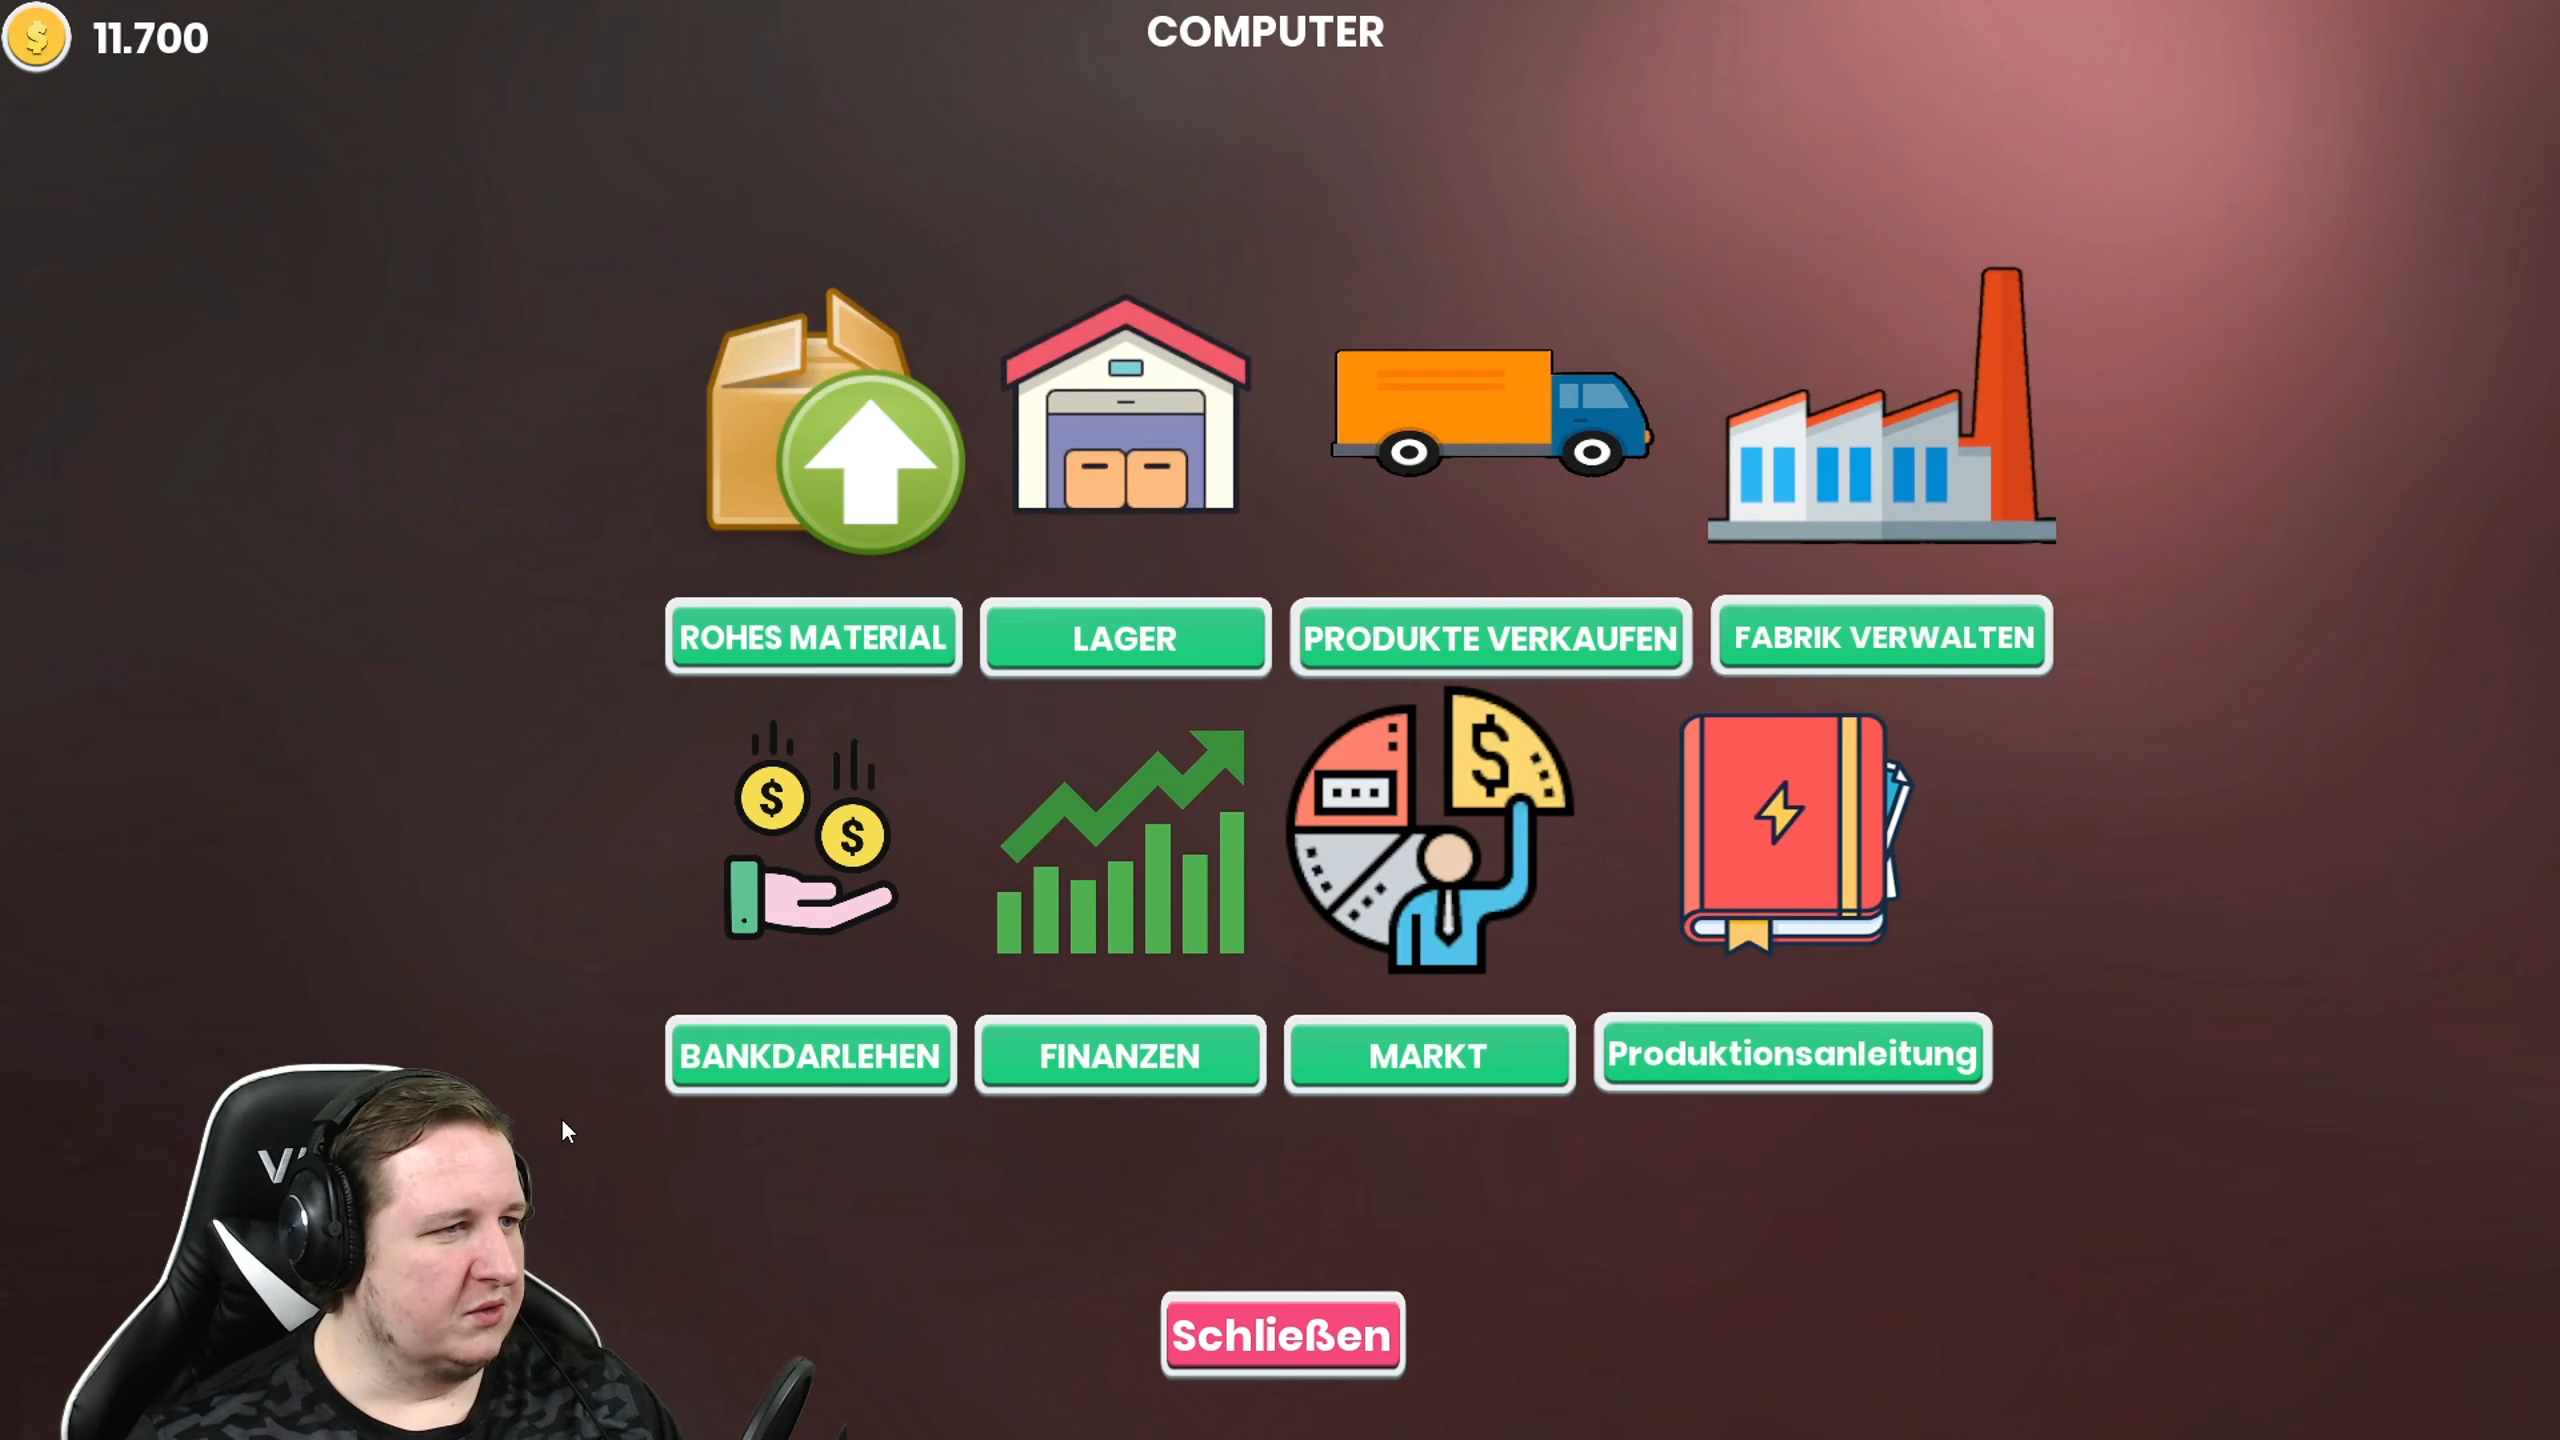 11.700
COMPUTER
ROHES MATERIAL
LAGER
PRODUKTE VERKAUFEN
FABRIK VERWALTEN
BANKDARLEHEN
FINANZEN
MARKT
Produktionsanleitung
Schließen